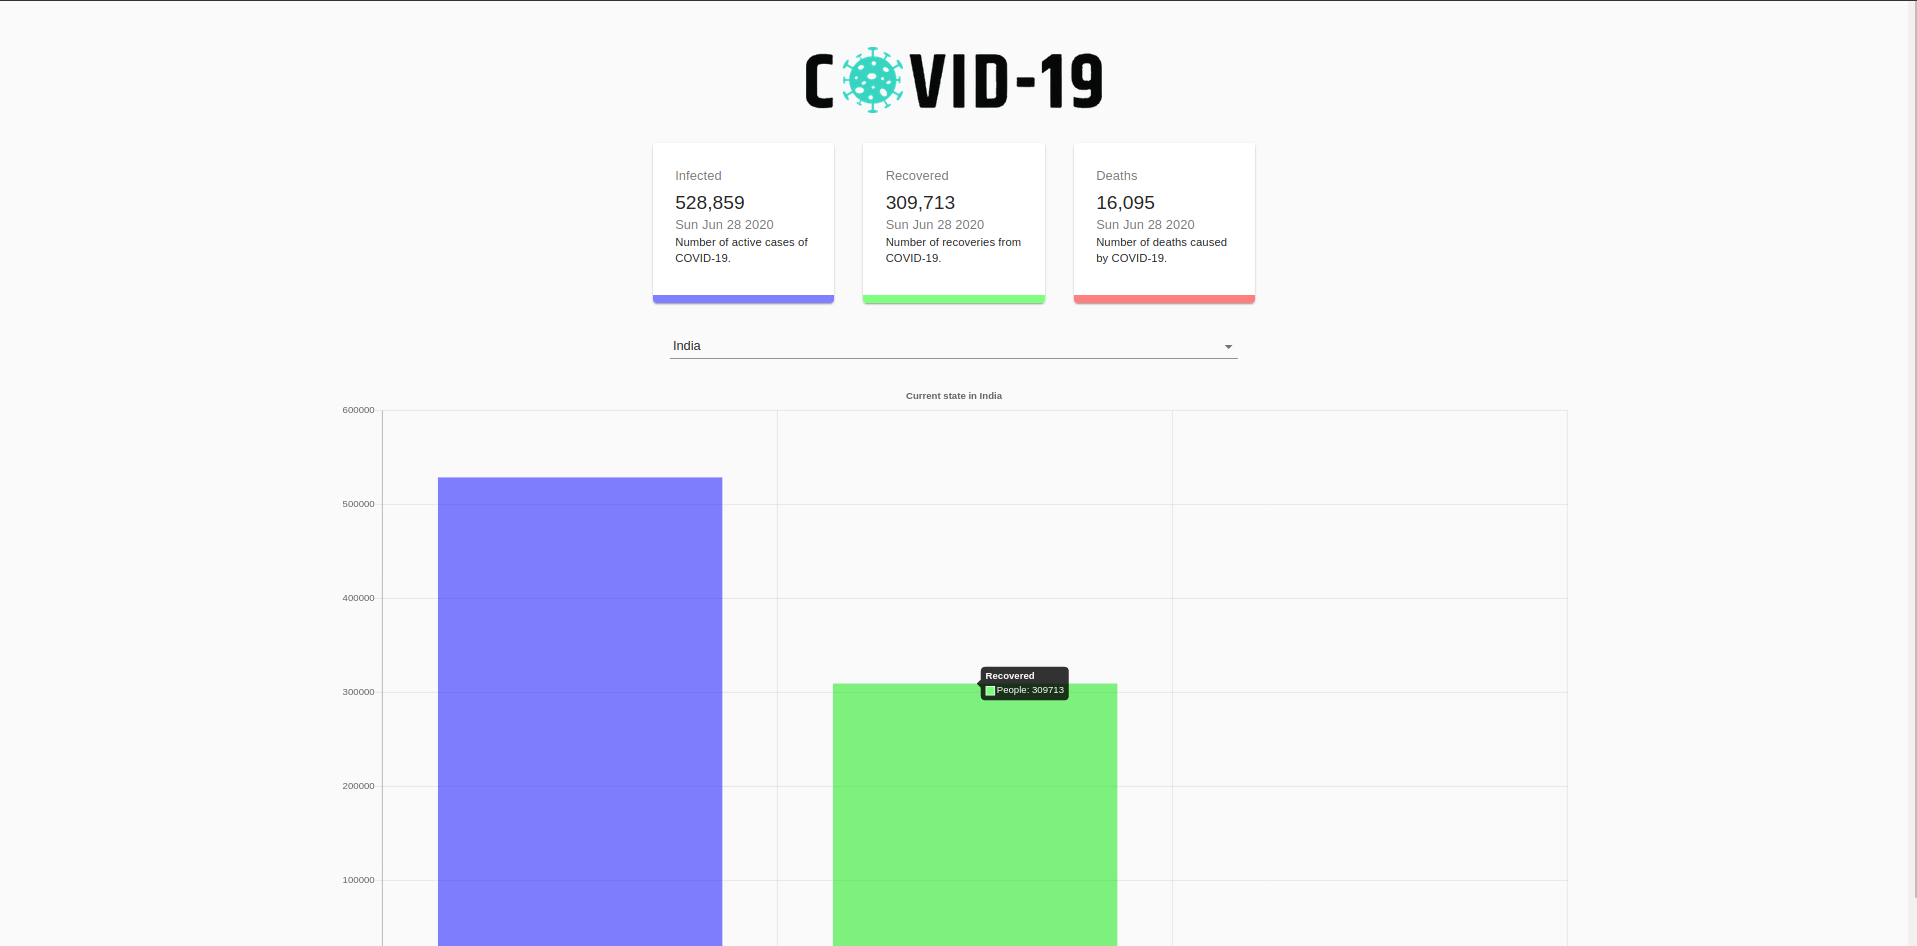 COVID-19
Infected
528,859
Sun Jun 28 2020
Number of active cases of
COVID-19.
Recovered
309,713
Sun Jun 28 2020
Number of recoveries from
COVID-19.
Deaths
16,095
Sun Jun 28 2020
Number of deaths caused
by COVID-19.
India
Current state in India
600000
500000
400000
300000
200000
100000
Recovered
People: 309713